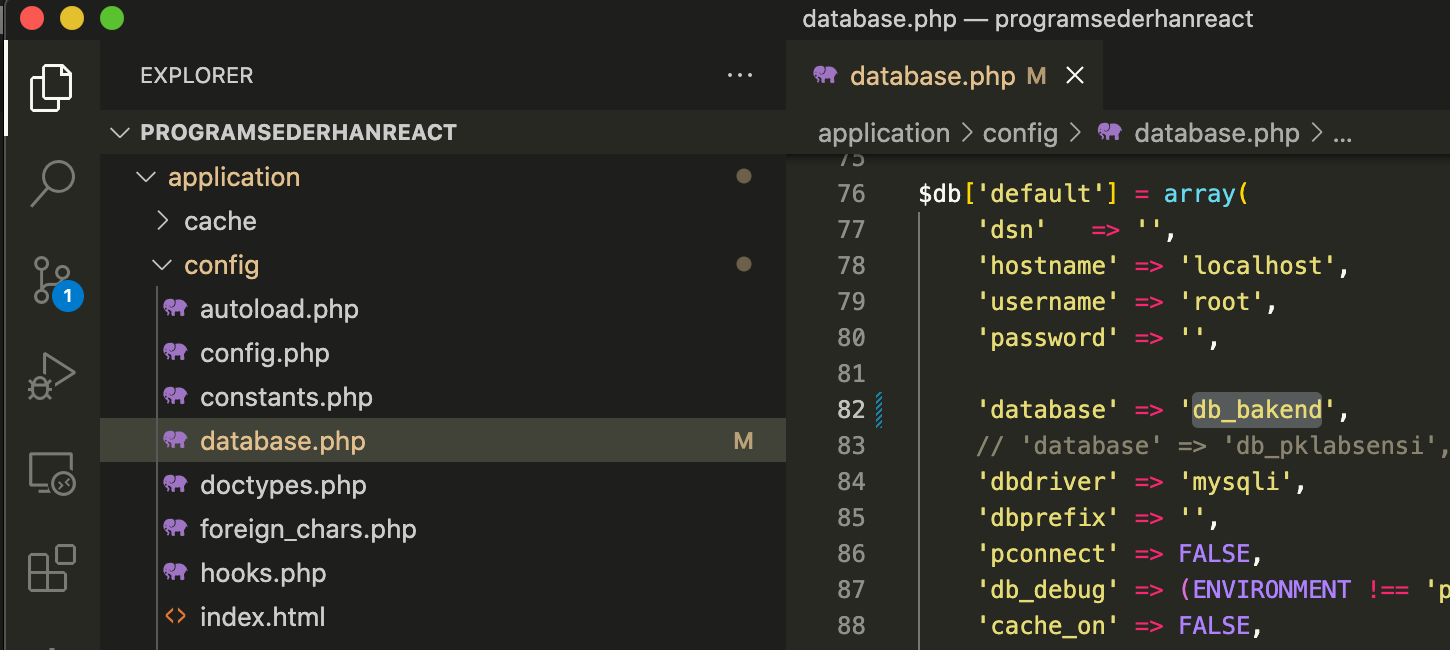 database.php — programsederhanreact
EXPLORER
···
database.php M
PROGRAMSEDERHANREACT
application > config > database.php > ...
application
cache
config
autoload.php
config.php
constants.php
database.php M
doctypes.php
foreign_chars.php
hooks.php
index.html
1
75
76 $db['default'] = array(
77 'dsn' => '',
78 'hostname' => 'localhost',
79 'username' => 'root',
80 'password' => '',
81
82 'database' => 'db_bakend',
83 // 'database' => 'db_pklabsensi',
84 'dbdriver' => 'mysqli',
85 'dbprefix' => '',
86 'pconnect' => FALSE,
87 'db_debug' => (ENVIRONMENT !== 'p
88 'cache_on' => FALSE,